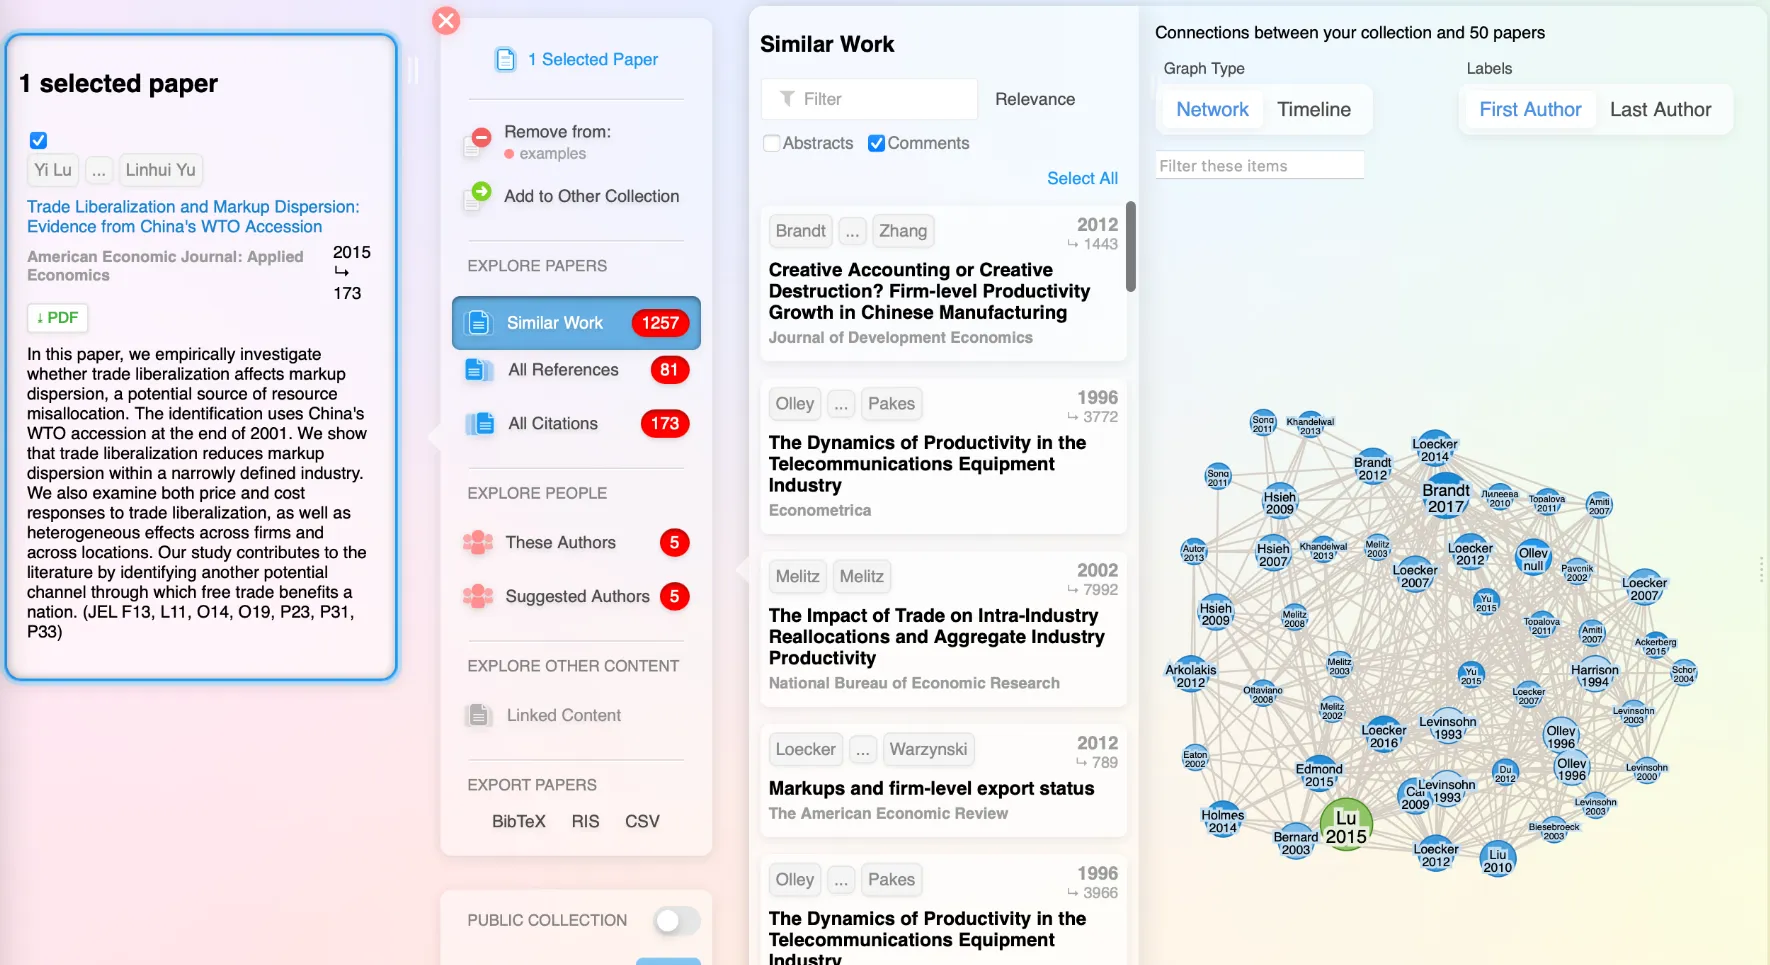 1 selected paper
Yi Lu
...
Linhui Yu
Trade Liberalization and Markup Dispersion:
Evidence from China's WTO Accession
American Economic Journal: Applied
Economics
2015
↳
173
↓ PDF
In this paper, we empirically investigate
whether trade liberalization affects markup
dispersion, a potential source of resource
misallocation. The identification uses China's
WTO accession at the end of 2001. We show
that trade liberalization reduces markup
dispersion within a narrowly defined industry.
We also examine both price and cost
responses to trade liberalization, as well as
heterogeneous effects across firms and
across locations. Our study contributes to the
literature by identifying another potential
channel through which free trade benefits a
nation. (JEL F13, L11, O14, O19, P23, P31,
P33)
1 Selected Paper
Remove from:
examples
Add to Other Collection
EXPLORE PAPERS
Similar Work 1257
All References 81
All Citations 173
EXPLORE PEOPLE
These Authors 5
Suggested Authors 5
EXPLORE OTHER CONTENT
Linked Content
EXPORT PAPERS
BibTeX RIS CSV
PUBLIC COLLECTION
Similar Work
Filter
Relevance
Abstracts Comments
Select All
Brandt ... Zhang 2012
↳ 1443
Creative Accounting or Creative
Destruction? Firm-level Productivity
Growth in Chinese Manufacturing
Journal of Development Economics
Olley ... Pakes 1996
↳ 3772
The Dynamics of Productivity in the
Telecommunications Equipment
Industry
Econometrica
Melitz Melitz 2002
↳ 7992
The Impact of Trade on Intra-Industry
Reallocations and Aggregate Industry
Productivity
National Bureau of Economic Research
Loecker ... Warzynski 2012
↳ 789
Markups and firm-level export status
The American Economic Review
Olley ... Pakes 1996
↳ 3966
The Dynamics of Productivity in the
Telecommunications Equipment
Industry
Connections between your collection and 50 papers
Graph Type
Labels
Network Timeline
First Author Last Author
Filter these items
Song
2011
Khandelwal
2013
Loecker
2014
Brandt
2012
Song
2011
Hsieh
2009
Brandt
2017
Лилеева
2010
Topalova
2011
Amiti
2007
Autor
2013
Hsieh
2007
Khandelwal
2013
Melitz
2003
Loecker
2012
Loecker
2007
Olley
null
Pavcnik
2002
Loecker
2007
Hsieh
2009
Melitz
2008
Yu
2015
Topalova
2011
Amiti
2007
Ackerberg
2015
Arkolakis
2012
Melitz
2003
Yu
2015
Harrison
1994
Schor
2004
Ottaviano
2008
Melitz
2002
Loecker
2007
Levinsohn
2003
Loecker
2016
Levinsohn
1993
Olley
1996
Eaton
2002
Edmond
2015
Du
2012
Olley
1996
Levinsohn
2000
Cai
2009
Levinsohn
1993
Levinsohn
2003
Holmes
2014
Lu
2015
Bernard
2003
Biesebroeck
2003
Loecker
2012
Liu
2010